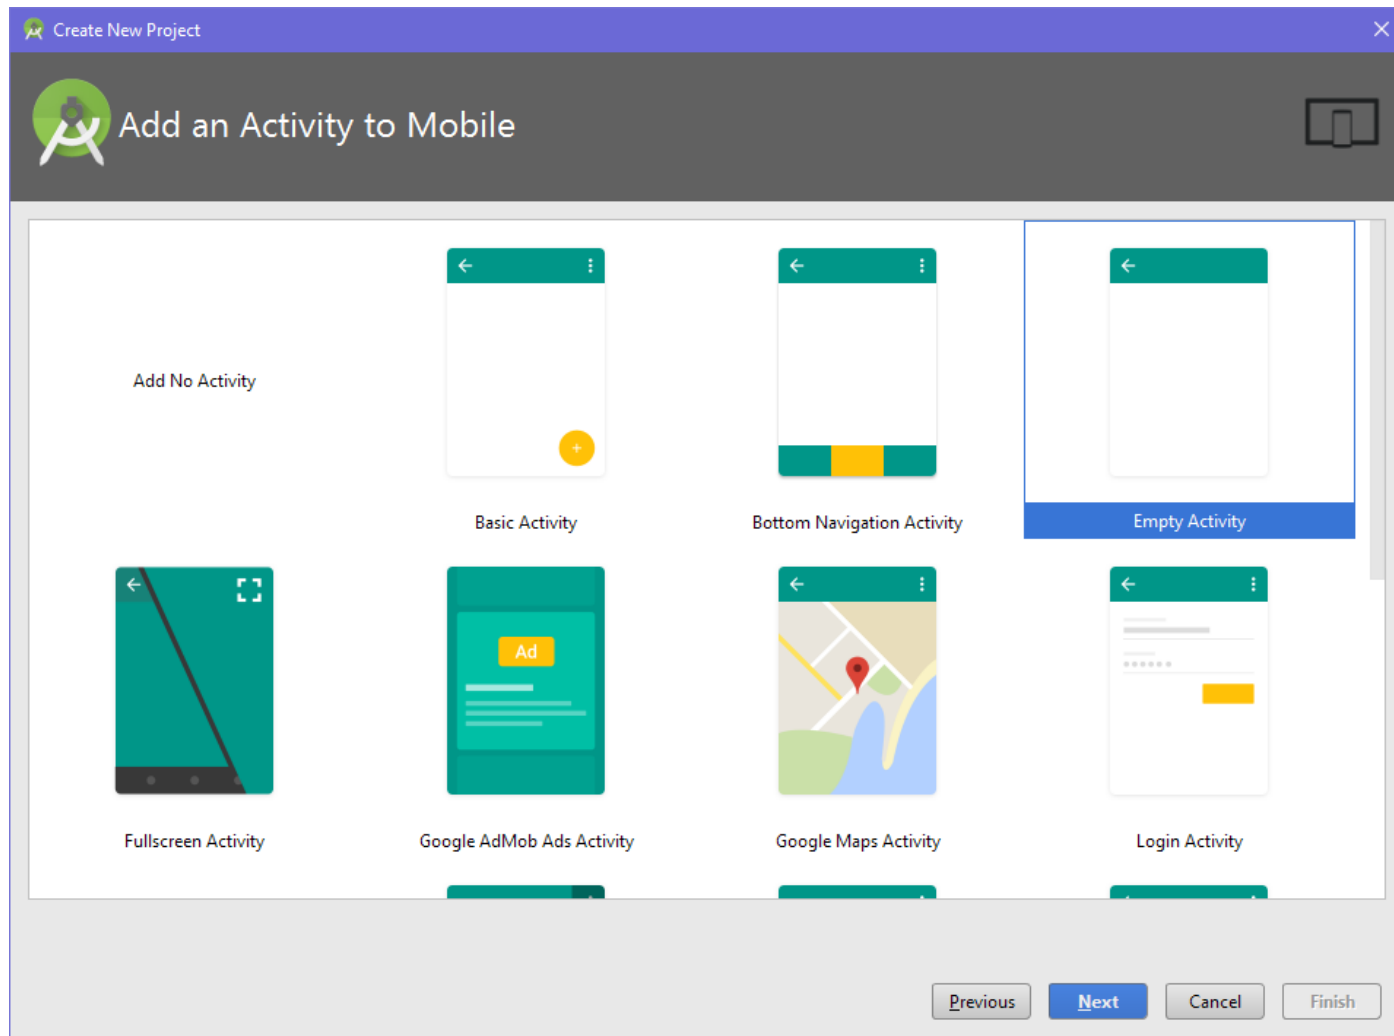 Create New Project
Add an Activity to Mobile
Add No Activity
Basic Activity
Bottom Navigation Activity
Empty Activity
Ad
Fullscreen Activity
Google AdMob Ads Activity
Google Maps Activity
Login Activity
Previous
Next
Cancel
Finish